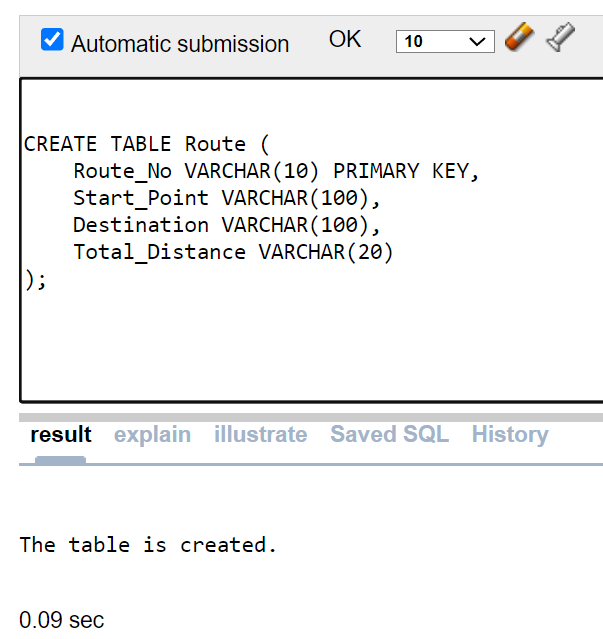 Automatic submission OK 10
CREATE TABLE Route (
    Route_No VARCHAR(10) PRIMARY KEY,
    Start_Point VARCHAR(100),
    Destination VARCHAR(100),
    Total_Distance VARCHAR(20)
);
result explain illustrate Saved SQL History
The table is created.
0.09 sec